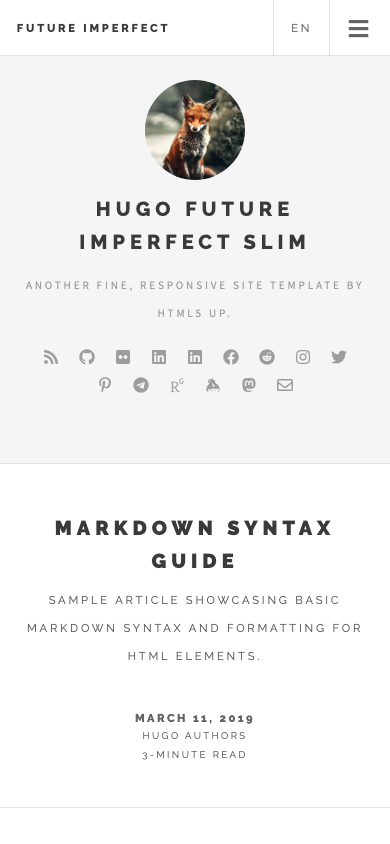 FUTURE IMPERFECT
EN
HUGO FUTURE
IMPERFECT SLIM
ANOTHER FINE, RESPONSIVE SITE TEMPLATE BY
HTML5 UP.
MARKDOWN SYNTAX
GUIDE
SAMPLE ARTICLE SHOWCASING BASIC
MARKDOWN SYNTAX AND FORMATTING FOR
HTML ELEMENTS.
MARCH 11, 2019
HUGO AUTHORS
3-MINUTE READ